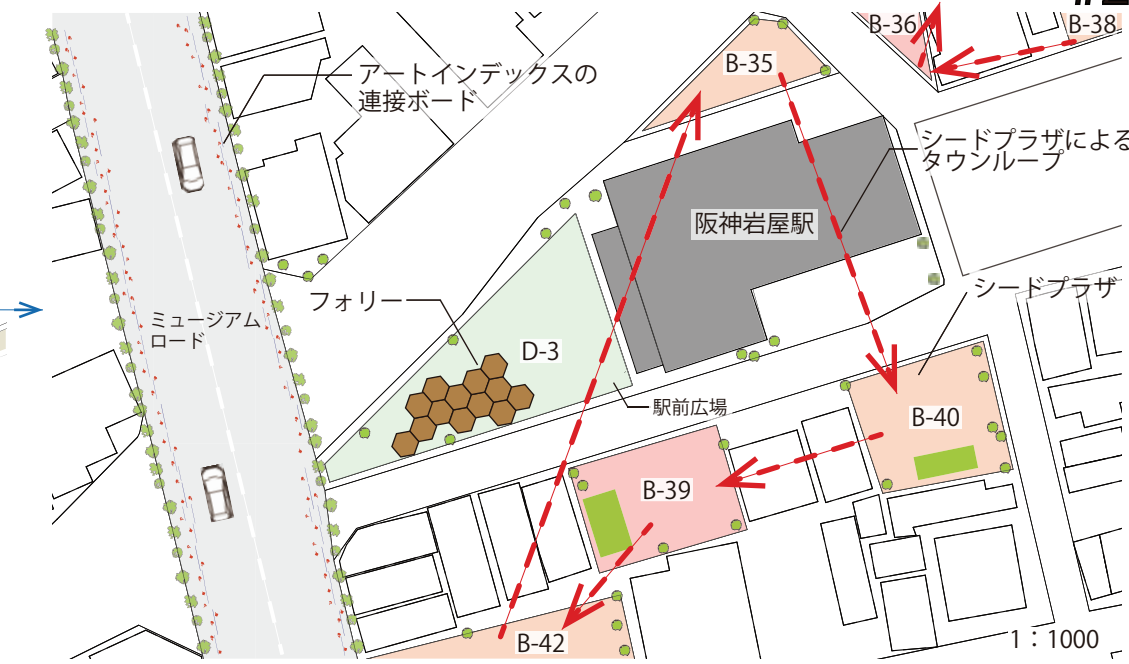 B-36
B-38
アートインデックスの
連接ボード
B-35
シードプラザによる
タウンループ
阪神岩屋駅
シードプラザ
フォリー
ミュージアム
ロード
D-3
駅前広場
B-40
B-39
B-42
1：1000